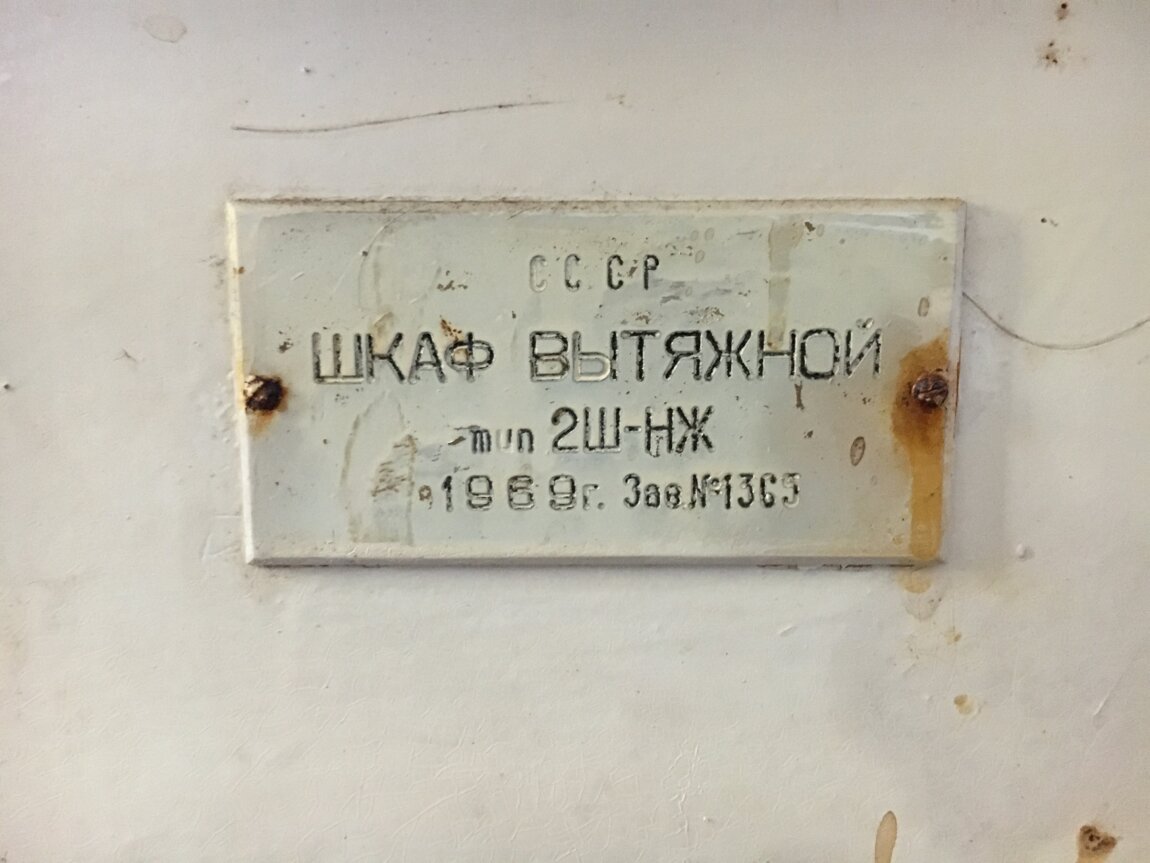 СССР
ШКАФ ВЫТЯЖНОЙ
тип 2Ш-НЖ
1969г. Зав.№